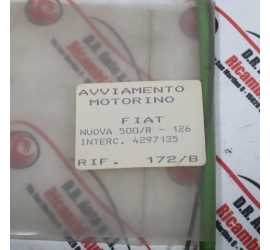 AVVIAMENTO
MOTORINO
FIAT
NUOVA 500/R - 126
INTERC. 4297135
RIF. 172/B